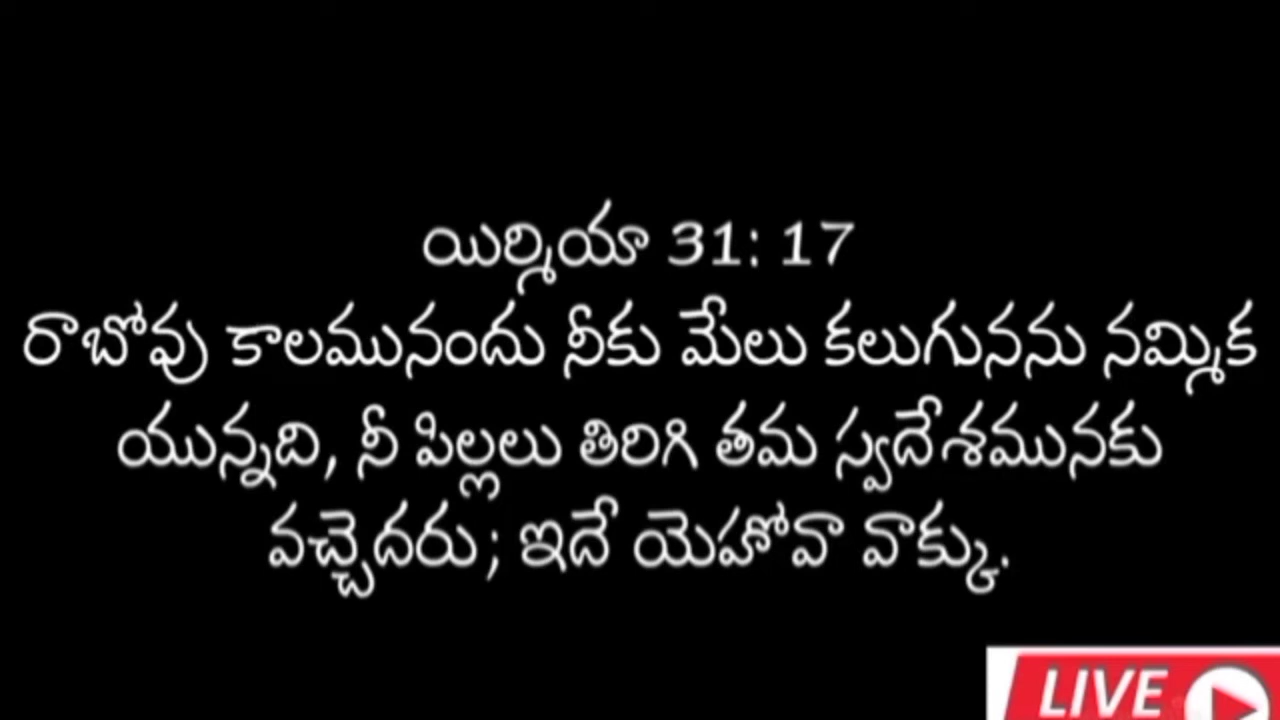 యిర్మియా 31: 17
రాబోవు కాలమునందు నీకు మేలు కలుగునను నమ్మిక
యున్నది, నీ పిల్లలు తిరిగి తమ స్వదేశమునకు
వచ్చెదరు; ఇదే యెహోవా వాక్కు.
LIVE